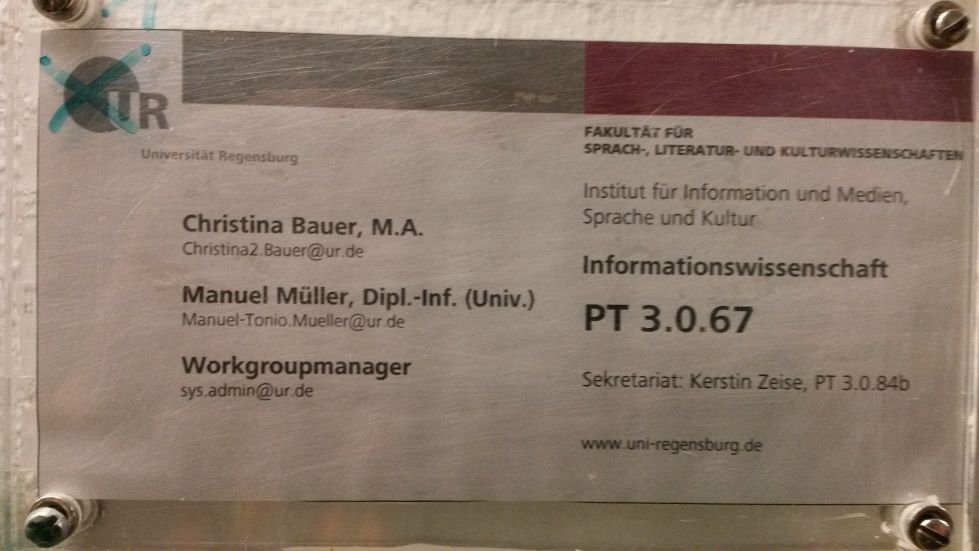 UR
Universität Regensburg
Christina Bauer, M.A.
Christina2.Bauer@ur.de
Manuel Müller, Dipl.-Inf. (Univ.)
Manuel-Tonio.Mueller@ur.de
Workgroupmanager
sys.admin@ur.de
FAKULTÄT FÜR
SPRACH-, LITERATUR- UND KULTURWISSENSCHAFTEN
Institut für Information und Medien,
Sprache und Kultur
Informationswissenschaft
PT 3.0.67
Sekretariat: Kerstin Zeise, PT 3.0.84b
www.uni-regensburg.de